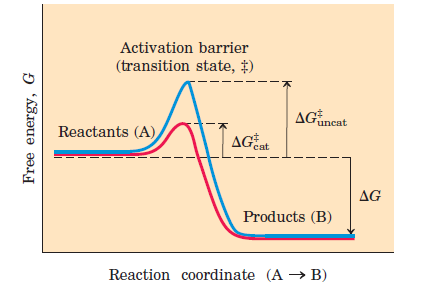 Activation barrier
(transition state, ‡)
Free energy, G
Reactants (A)
ΔG‡uncat
ΔG‡cat
ΔG
Products (B)
Reaction coordinate (A → B)